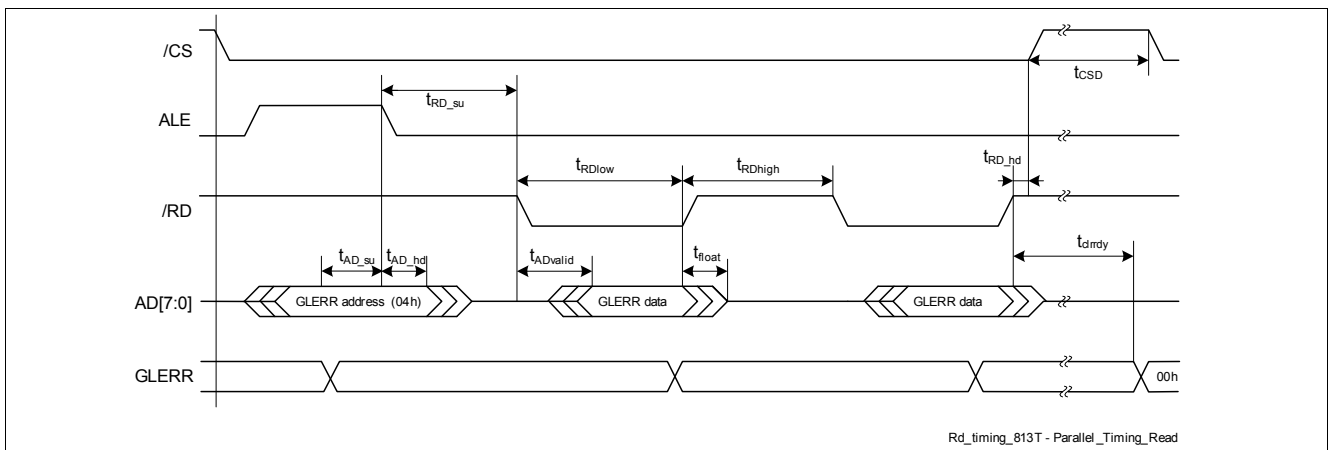 /CS
tCSD
ALE
tRD_su
/RD
tRDlow
tRDhigh
tRD_hd
AD[7:0]
tAD_su
tAD_hd
tADvalid
tfloat
tclrrdy
GLERR address (04h)
GLERR data
GLERR data
GLERR
00h
Rd_timing_813T - Parallel_Timing_Read